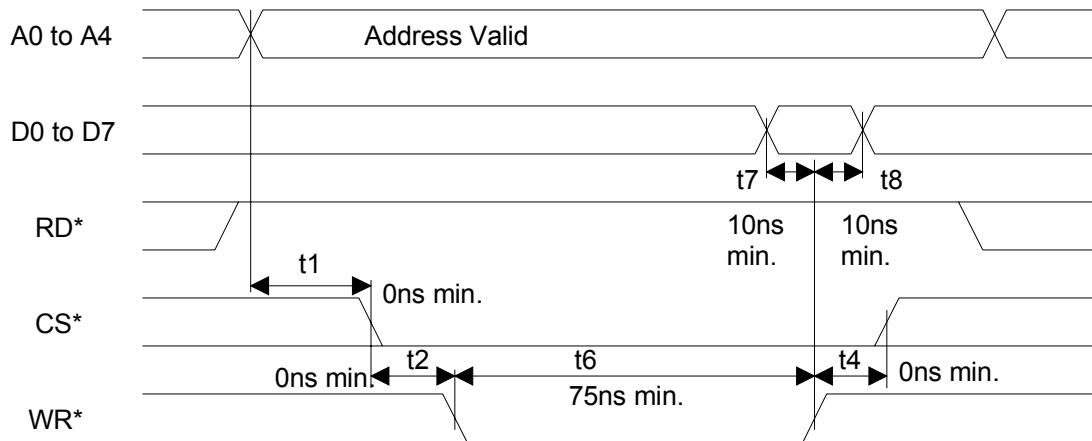 A0 to A4
Address Valid
D0 to D7
t7
t8
RD*
10ns
min.
10ns
min.
t1
0ns min.
CS*
0ns min.
t2
t6
t4
0ns min.
75ns min.
WR*